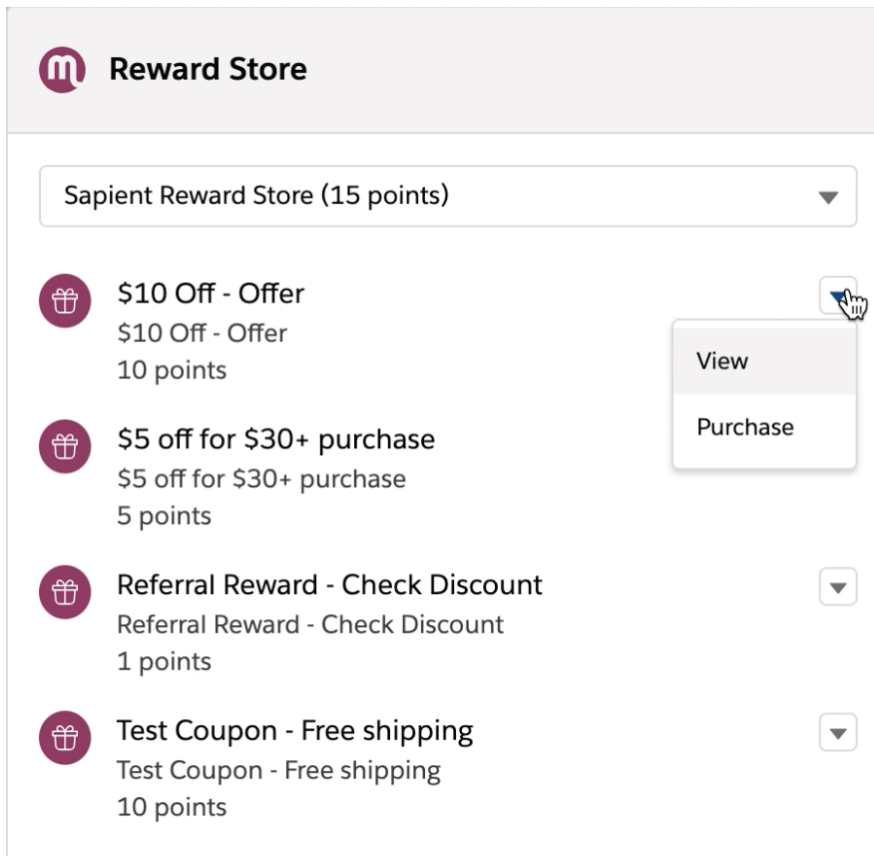 m Reward Store
Sapient Reward Store (15 points)
$10 Off - Offer
$10 Off - Offer
10 points
View
Purchase
$5 off for $30+ purchase
$5 off for $30+ purchase
5 points
Referral Reward - Check Discount
Referral Reward - Check Discount
1 points
Test Coupon - Free shipping
Test Coupon - Free shipping
10 points